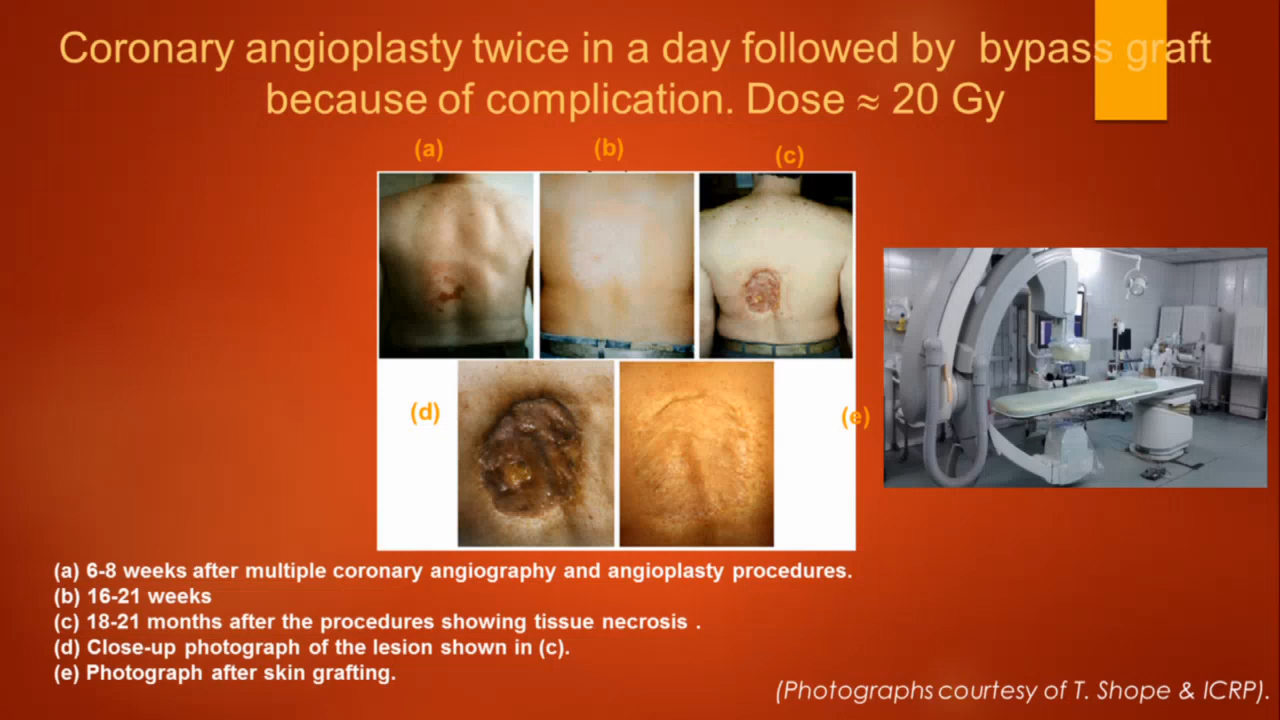 Coronary angioplasty twice in a day followed by bypass graft
because of complication. Dose ≈ 20 Gy
(a)
(b)
(c)
(d)
(e)
(a) 6-8 weeks after multiple coronary angiography and angioplasty procedures.
(b) 16-21 weeks
(c) 18-21 months after the procedures showing tissue necrosis .
(d) Close-up photograph of the lesion shown in (c).
(e) Photograph after skin grafting.
(Photographs courtesy of T. Shope & ICRP).